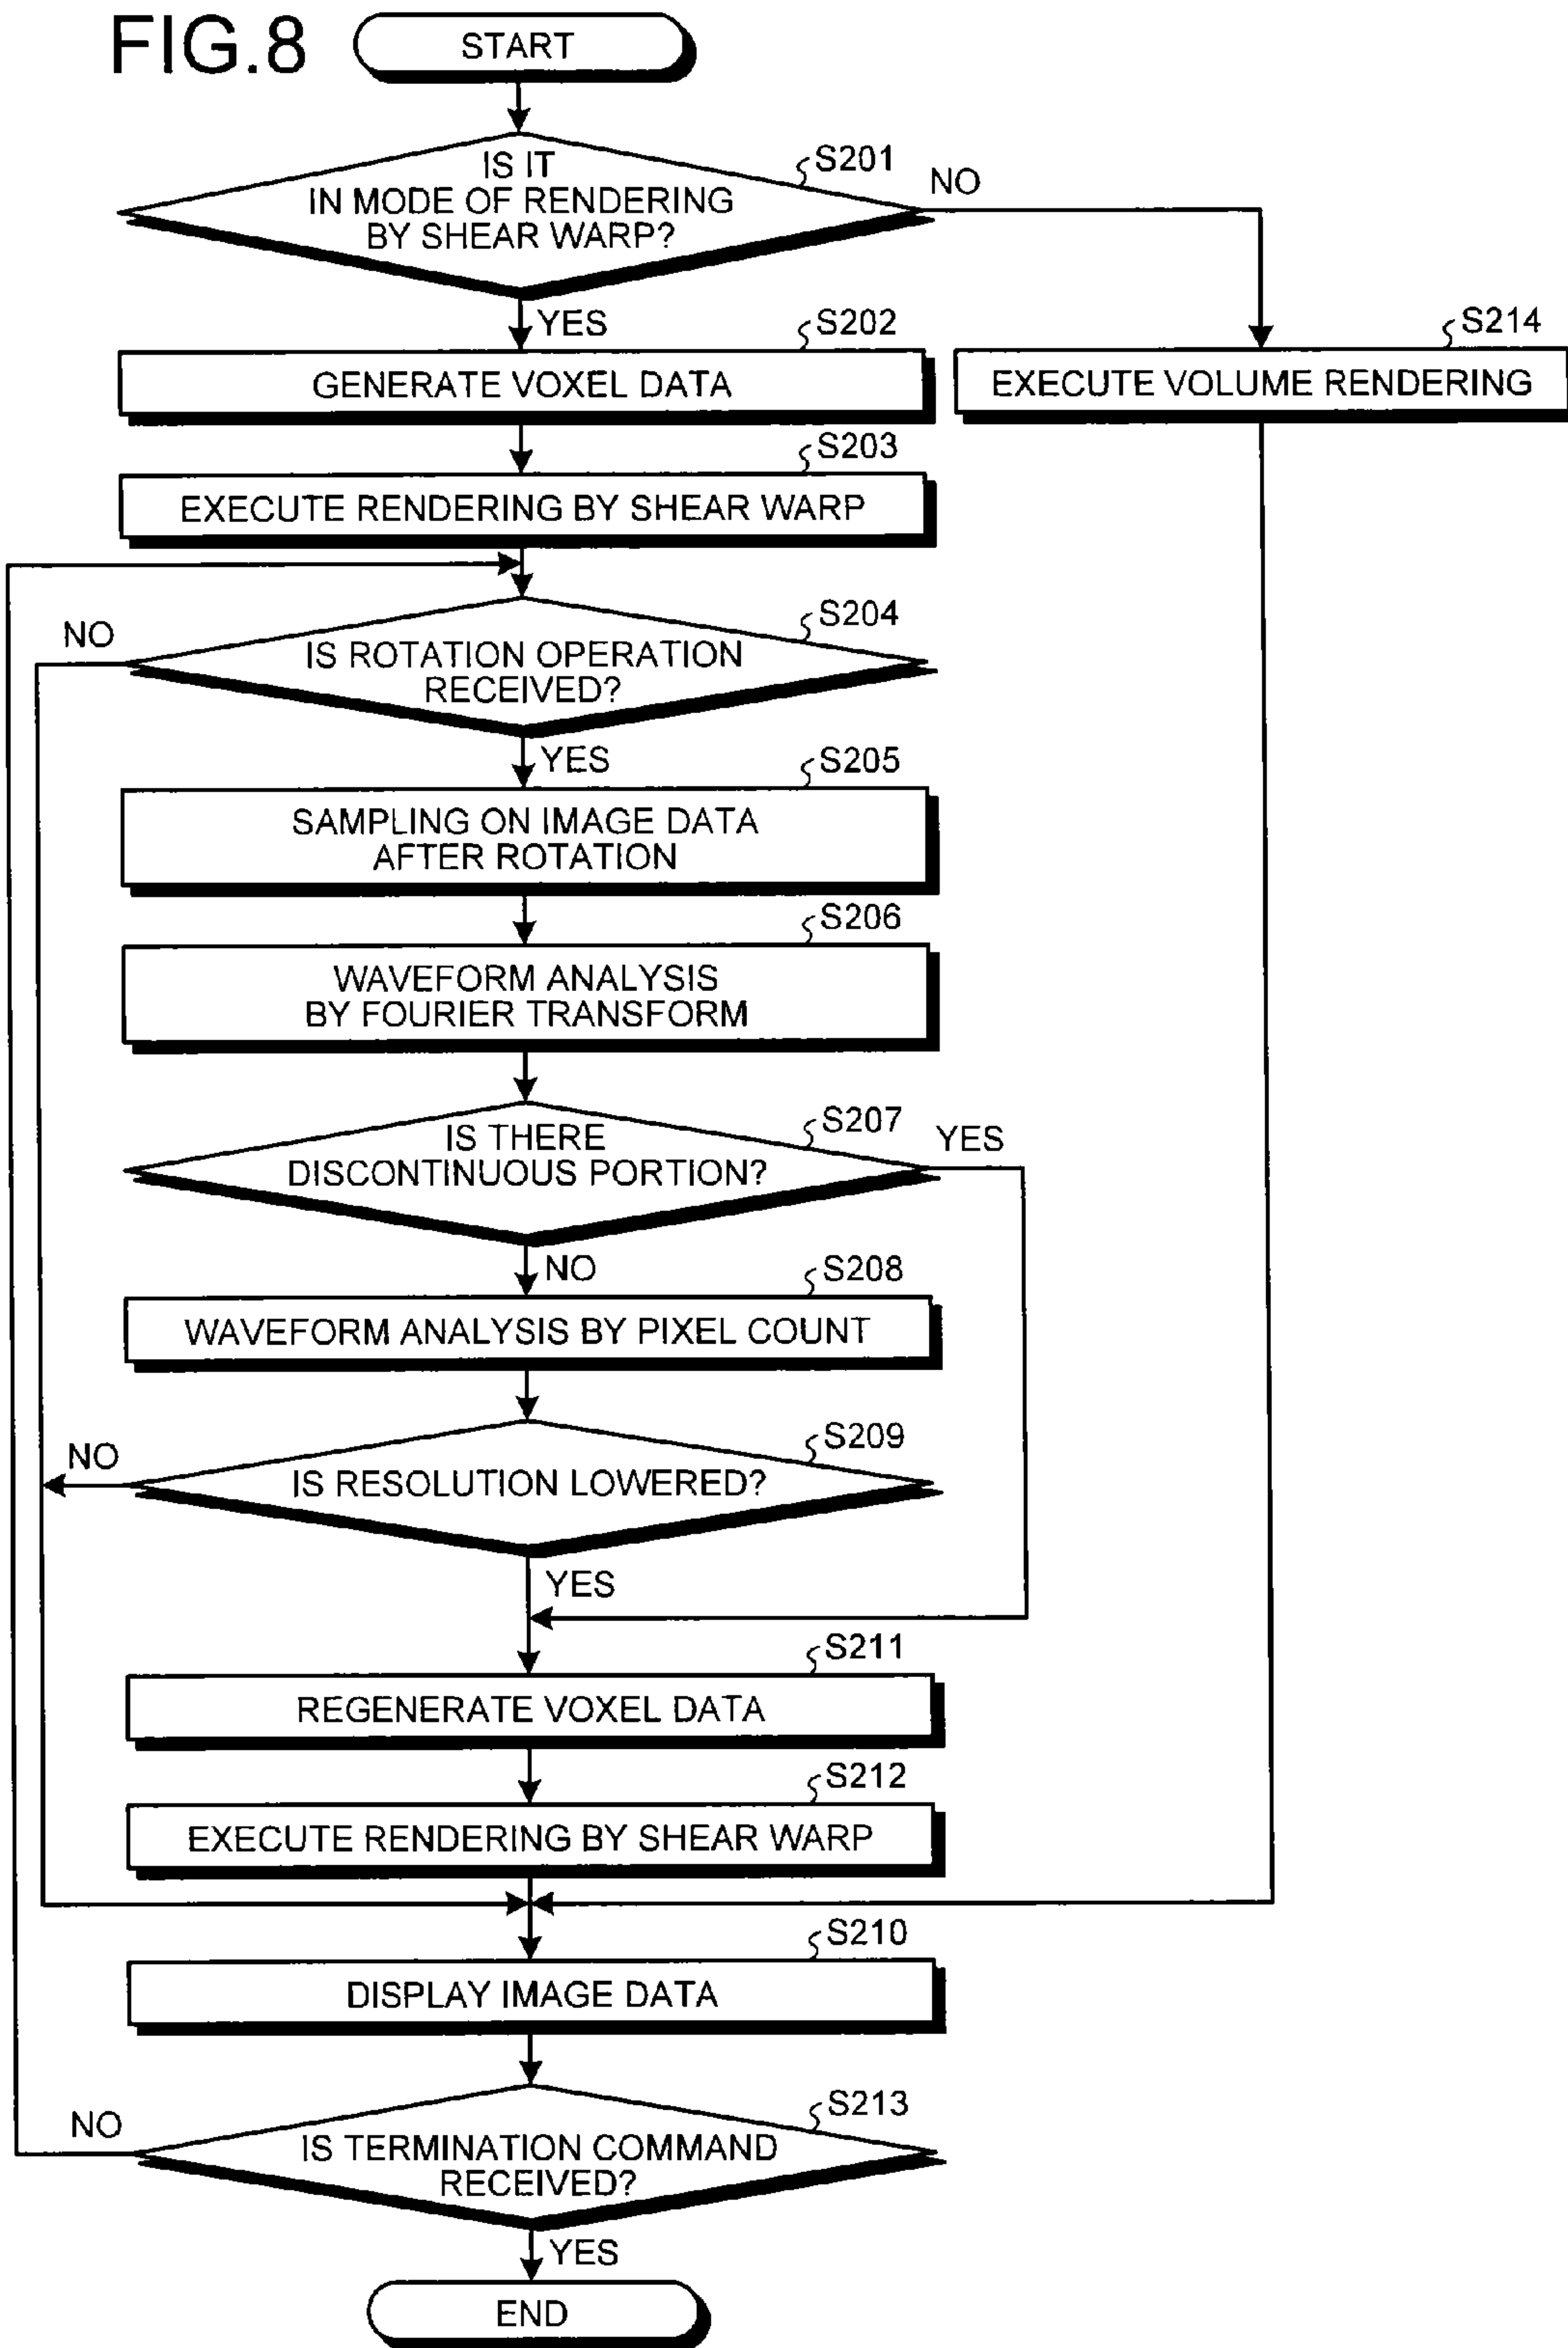 FIG.8
START
IS IT
IN MODE OF RENDERING
BY SHEAR WARP?
S201
NO
YES
S202
GENERATE VOXEL DATA
S214
EXECUTE VOLUME RENDERING
S203
EXECUTE RENDERING BY SHEAR WARP
S204
NO
IS ROTATION OPERATION
RECEIVED?
YES
S205
SAMPLING ON IMAGE DATA
AFTER ROTATION
S206
WAVEFORM ANALYSIS
BY FOURIER TRANSFORM
S207
IS THERE
DISCONTINUOUS PORTION?
YES
NO
S208
WAVEFORM ANALYSIS BY PIXEL COUNT
S209
NO
IS RESOLUTION LOWERED?
YES
S211
REGENERATE VOXEL DATA
S212
EXECUTE RENDERING BY SHEAR WARP
S210
DISPLAY IMAGE DATA
S213
NO
IS TERMINATION COMMAND
RECEIVED?
YES
END